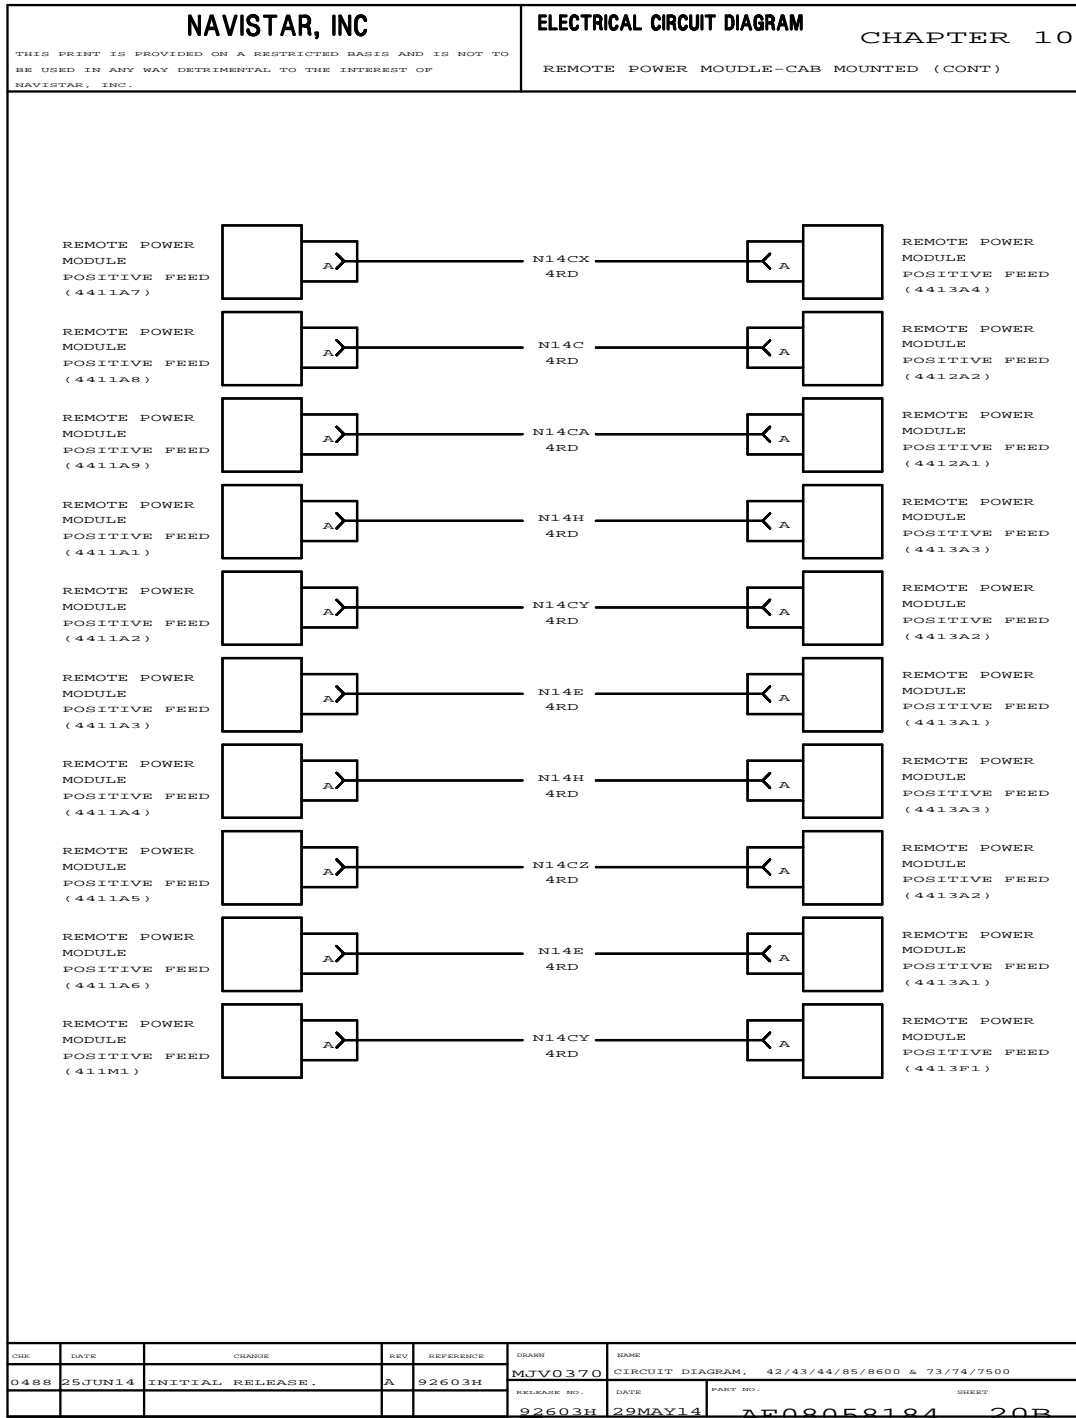 NAVISTAR, INC
THIS PRINT IS PROVIDED ON A RESTRICTED BASIS AND IS NOT TO
BE USED IN ANY WAY DETRIMENTAL TO THE INTEREST OF
NAVISTAR, INC.
ELECTRICAL CIRCUIT DIAGRAM
CHAPTER 10
REMOTE POWER MOUDLE-CAB MOUNTED (CONT)
REMOTE POWER
MODULE
POSITIVE FEED
(4411A7)
A
N14CX
4RD
A
REMOTE POWER
MODULE
POSITIVE FEED
(4413A4)
REMOTE POWER
MODULE
POSITIVE FEED
(4411A8)
A
N14C
4RD
A
REMOTE POWER
MODULE
POSITIVE FEED
(4412A2)
REMOTE POWER
MODULE
POSITIVE FEED
(4411A9)
A
N14CA
4RD
A
REMOTE POWER
MODULE
POSITIVE FEED
(4412A1)
REMOTE POWER
MODULE
POSITIVE FEED
(4411A1)
A
N14H
4RD
A
REMOTE POWER
MODULE
POSITIVE FEED
(4413A3)
REMOTE POWER
MODULE
POSITIVE FEED
(4411A2)
A
N14CY
4RD
A
REMOTE POWER
MODULE
POSITIVE FEED
(4413A2)
REMOTE POWER
MODULE
POSITIVE FEED
(4411A3)
A
N14E
4RD
A
REMOTE POWER
MODULE
POSITIVE FEED
(4413A1)
REMOTE POWER
MODULE
POSITIVE FEED
(4411A4)
A
N14H
4RD
A
REMOTE POWER
MODULE
POSITIVE FEED
(4413A3)
REMOTE POWER
MODULE
POSITIVE FEED
(4411A5)
A
N14CZ
4RD
A
REMOTE POWER
MODULE
POSITIVE FEED
(4413A2)
REMOTE POWER
MODULE
POSITIVE FEED
(4411A6)
A
N14E
4RD
A
REMOTE POWER
MODULE
POSITIVE FEED
(4413A1)
REMOTE POWER
MODULE
POSITIVE FEED
(411M1)
A
N14CY
4RD
A
REMOTE POWER
MODULE
POSITIVE FEED
(4413F1)
CHK DATE CHANGE REV REFERENCE
0488 25JUN14 INITIAL RELEASE. A 92603H
DRAWN
MJV0370
NAME
CIRCUIT DIAGRAM, 42/43/44/85/8600 & 73/74/7500
RELEASE NO.
92603H
DATE
29MAY14
PART NO. SHEET
AE08058184 20B